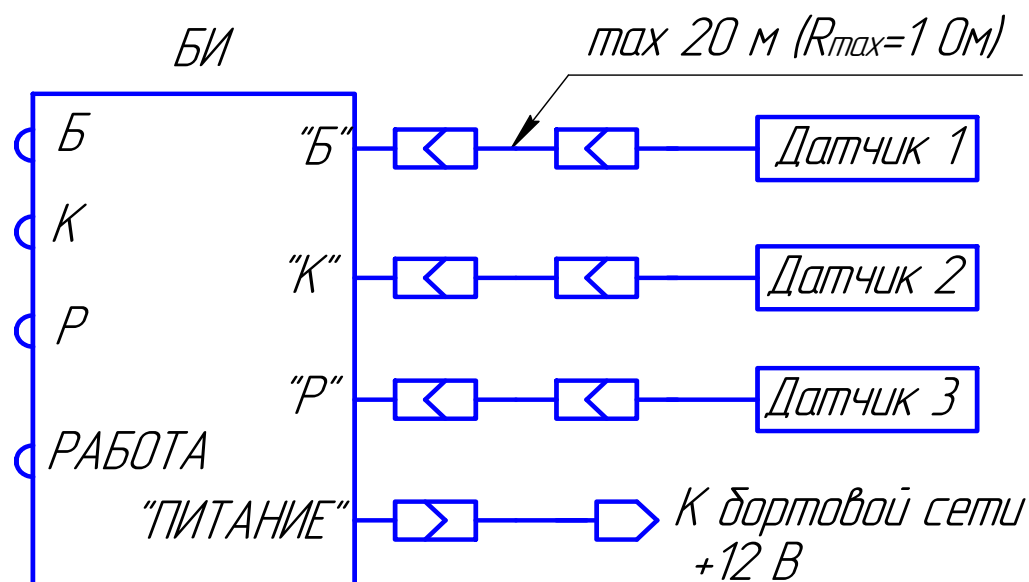 БИ
max 20 м (Rmax=1 Ом)
Б
"Б"
Датчик 1
К
"К"
Датчик 2
Р
"Р"
Датчик 3
РАБОТА
"ПИТАНИЕ"
К бортовой сети
+12 В